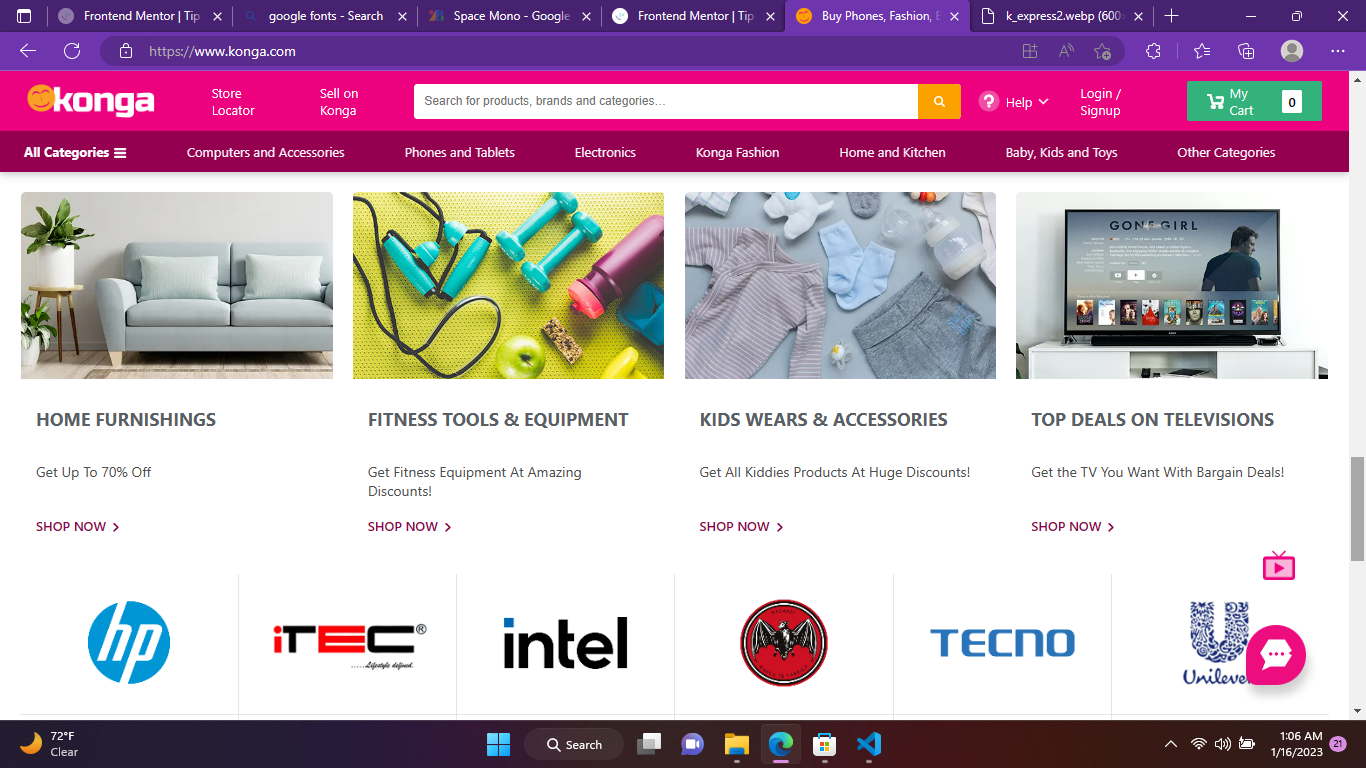 Frontend Mentor | Tip
google fonts - Search
Space Mono - Google
Frontend Mentor | Tip
Buy Phones, Fashion, E
k_express2.webp (600
https://www.konga.com
konga
Store
Locator
Sell on
Konga
Search for products, brands and categories...
Help
Login /
Signup
My
Cart
0
All Categories
Computers and Accessories
Phones and Tablets
Electronics
Konga Fashion
Home and Kitchen
Baby, Kids and Toys
Other Categories
GONE GIRL
HOME FURNISHINGS
FITNESS TOOLS & EQUIPMENT
KIDS WEARS & ACCESSORIES
TOP DEALS ON TELEVISIONS
Get Up To 70% Off
Get Fitness Equipment At Amazing
Discounts!
Get All Kiddies Products At Huge Discounts!
Get the TV You Want With Bargain Deals!
SHOP NOW
SHOP NOW
SHOP NOW
SHOP NOW
hp
iTEC®
.....Lifestyle defined.
intel
TECNO
Unilever
72°F
Clear
Search
1:06 AM
1/16/2023
21